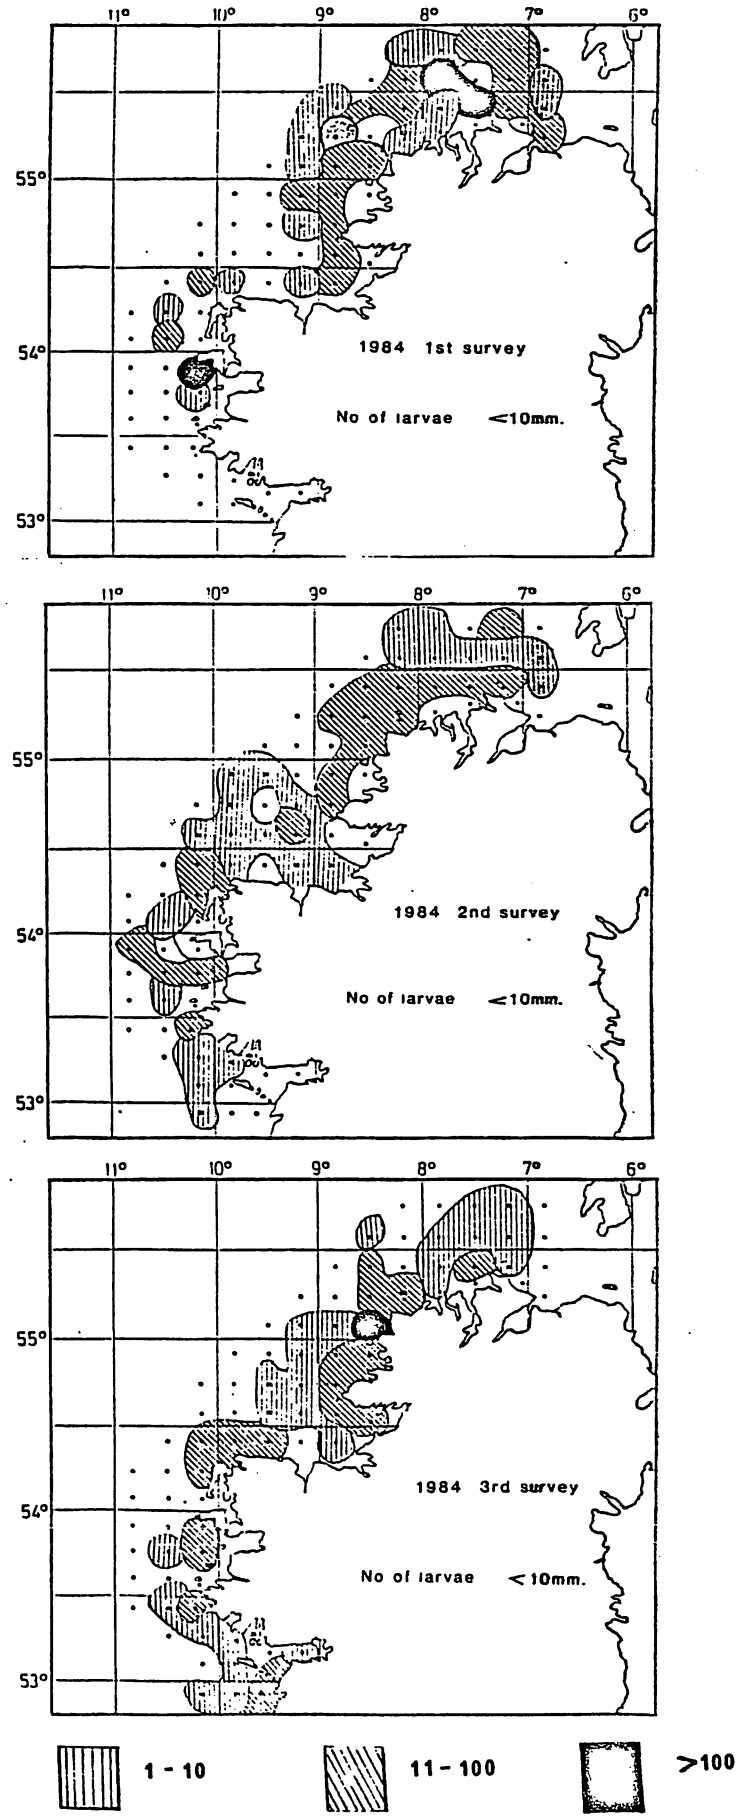 11° 10° 9° 8° 7° 6°
55°
54°
1984 1st survey
No of larvae <10mm.
53°
11° 10° 9° 8° 7° 6°
55°
1984 2nd survey
54°
No of larvae <10mm.
53°
11° 10° 9° 8° 7° 6°
55°
1984 3rd survey
54°
No of larvae <10mm.
53°
1-10 11-100 >100